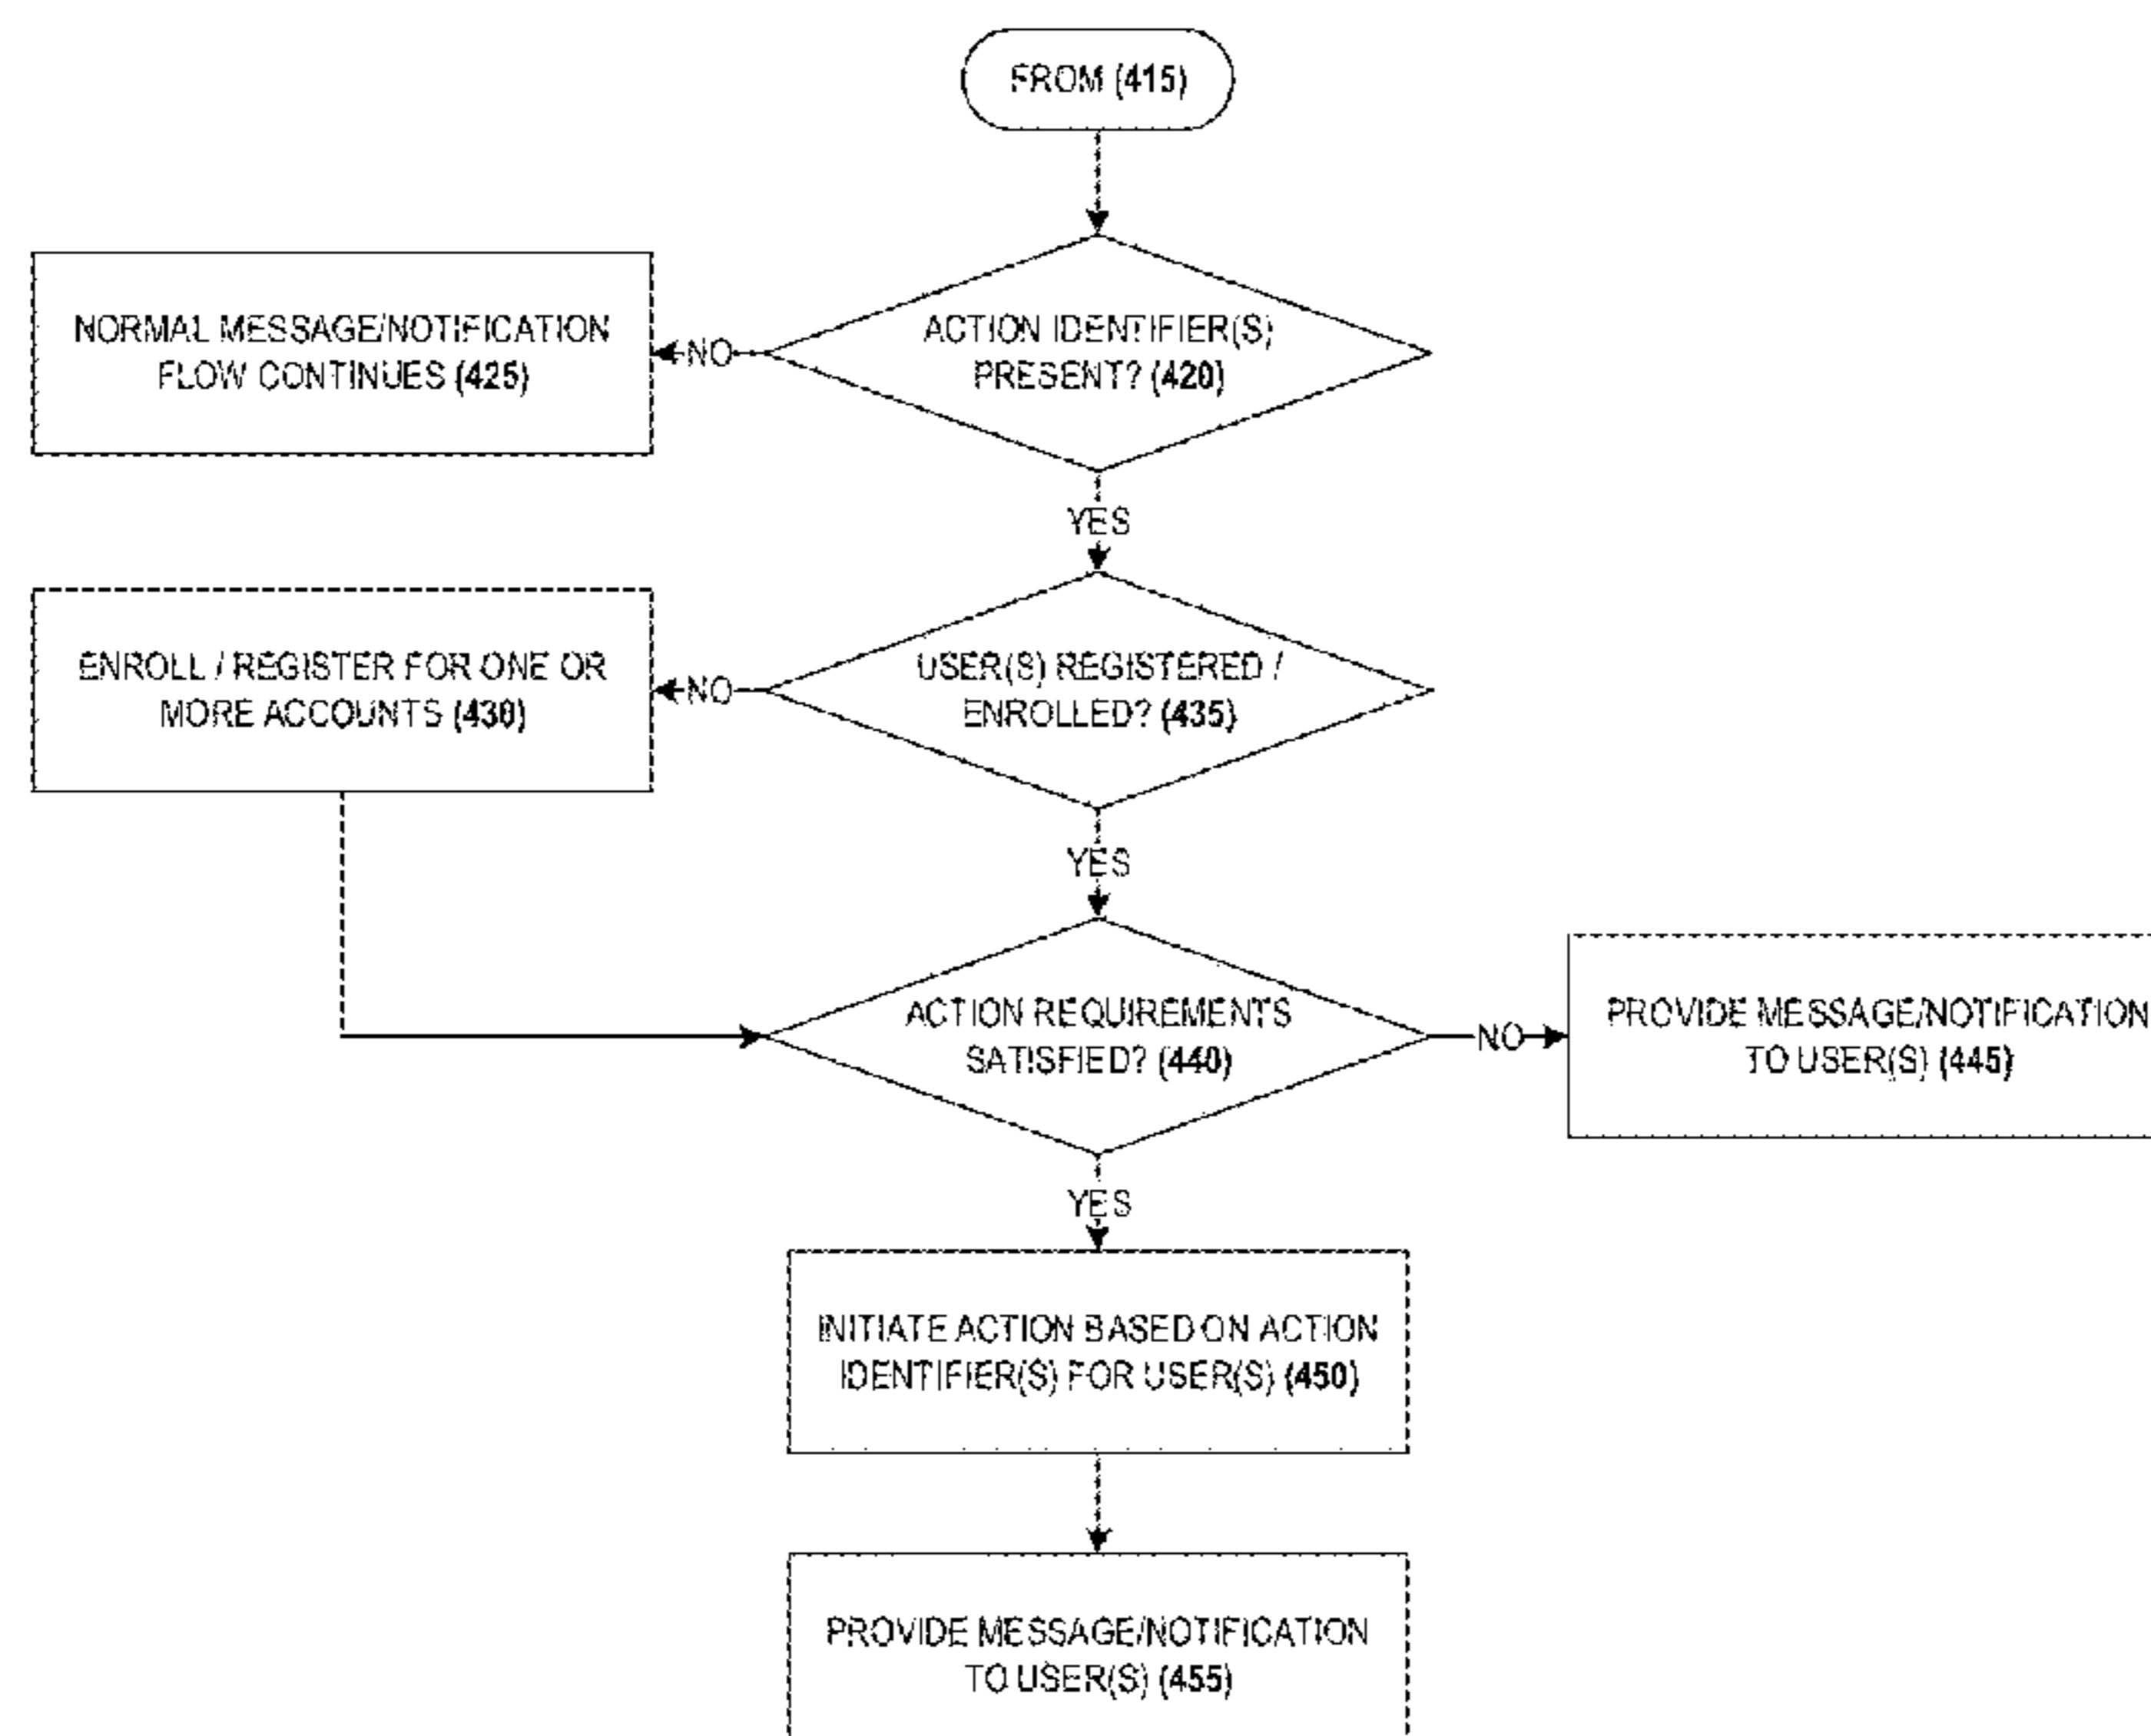 FROM (415)
ACTION IDENTIFIER(S)
PRESENT? (420)
NO
NORMAL MESSAGE/NOTIFICATION
FLOW CONTINUES (425)
YES
USER(S) REGISTERED /
ENROLLED? (435)
NO
ENROLL / REGISTER FOR ONE OR
MORE ACCOUNTS (430)
YES
ACTION REQUIREMENTS
SATISFIED? (440)
NO
PROVIDE MESSAGE/NOTIFICATION
TO USER(S) (445)
YES
INITIATE ACTION BASED ON ACTION
IDENTIFIER(S) FOR USER(S) (450)
PROVIDE MESSAGE/NOTIFICATION
TO USER(S) (455)